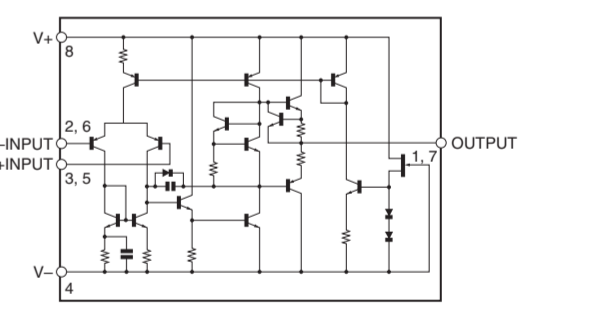 V+
8
2, 6
–INPUT
+INPUT
3, 5
1, 7
OUTPUT
V–
4